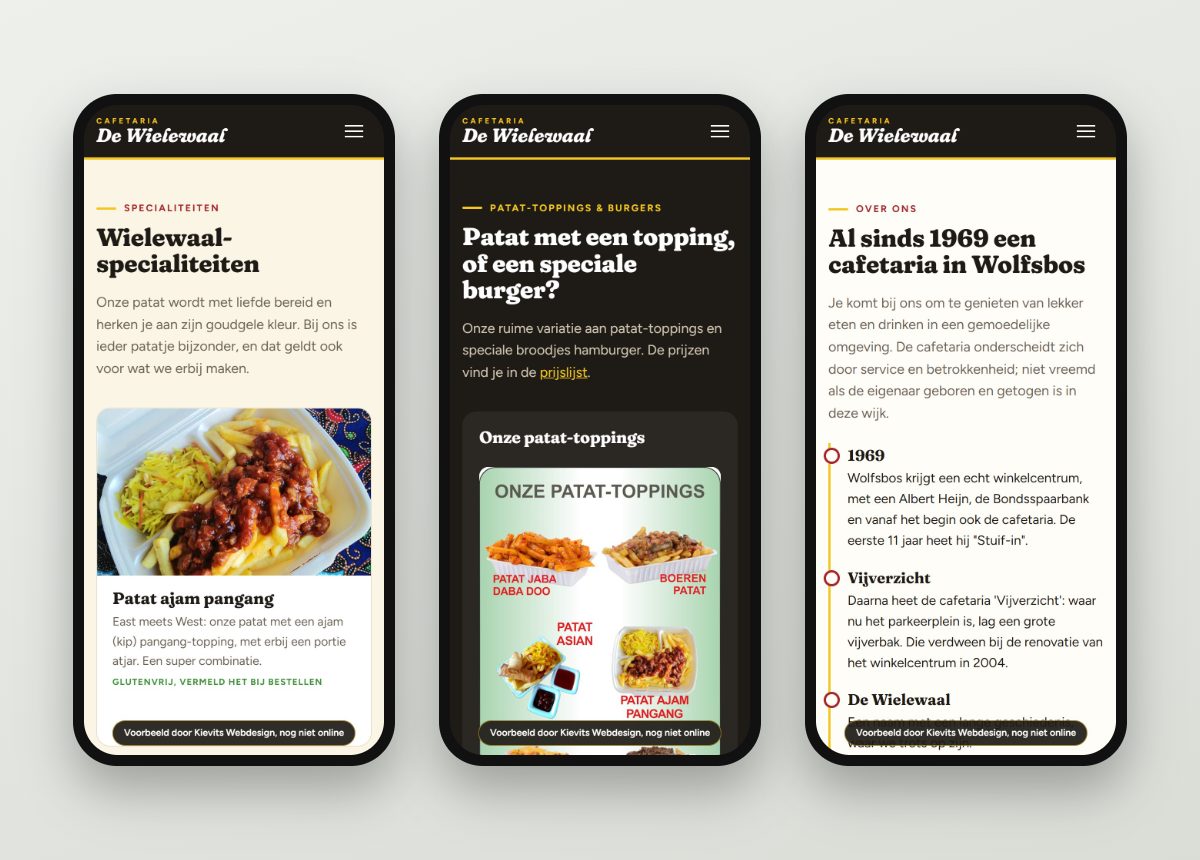 CAFETARIA
De Wielewaal
SPECIALITEITEN
Wielewaal-
specialiteiten
Onze patat wordt met liefde bereid en
herken je aan zijn goudgele kleur. Bij ons is
ieder patatje bijzonder, en dat geldt ook
voor wat we erbij maken.
Patat ajam pangang
East meets West: onze patat met een ajam
(kip) pangang-topping, met erbij een portie
atjar. Een super combinatie.
GLUTENVRIJ, VERMELD HET BIJ BESTELLEN
Voorbeeld door Kievits Webdesign, nog niet online
CAFETARIA
De Wielewaal
PATAT-TOPPINGS & BURGERS
Patat met een topping,
of een speciale
burger?
Onze ruime variatie aan patat-toppings en
speciale broodjes hamburger. De prijzen
vind je in de prijslijst.
Onze patat-toppings
ONZE PATAT-TOPPINGS
PATAT JABA
DABA DOO
BOEREN
PATAT
PATAT
ASIAN
PATAT AJAM
PANGANG
Voorbeeld door Kievits Webdesign, nog niet online
CAFETARIA
De Wielewaal
OVER ONS
Al sinds 1969 een
cafetaria in Wolfsbos
Je komt bij ons om te genieten van lekker
eten en drinken in een gemoedelijke
omgeving. De cafetaria onderscheidt zich
door service en betrokkenheid; niet vreemd
als de eigenaar geboren en getogen is in
deze wijk.
1969
Wolfsbos krijgt een echt winkelcentrum,
met een Albert Heijn, de Bondsspaarbank
en vanaf het begin ook de cafetaria. De
eerste 11 jaar heet hij "Stuif-in".
Vijverzicht
Daarna heet de cafetaria 'Vijverzicht': waar
nu het parkeerplein is, lag een grote
vijverbak. Die verdween bij de renovatie van
het winkelcentrum in 2004.
De Wielewaal
Een naam met een lange geschiedenis,
waar we trots op zijn.
Voorbeeld door Kievits Webdesign, nog niet online